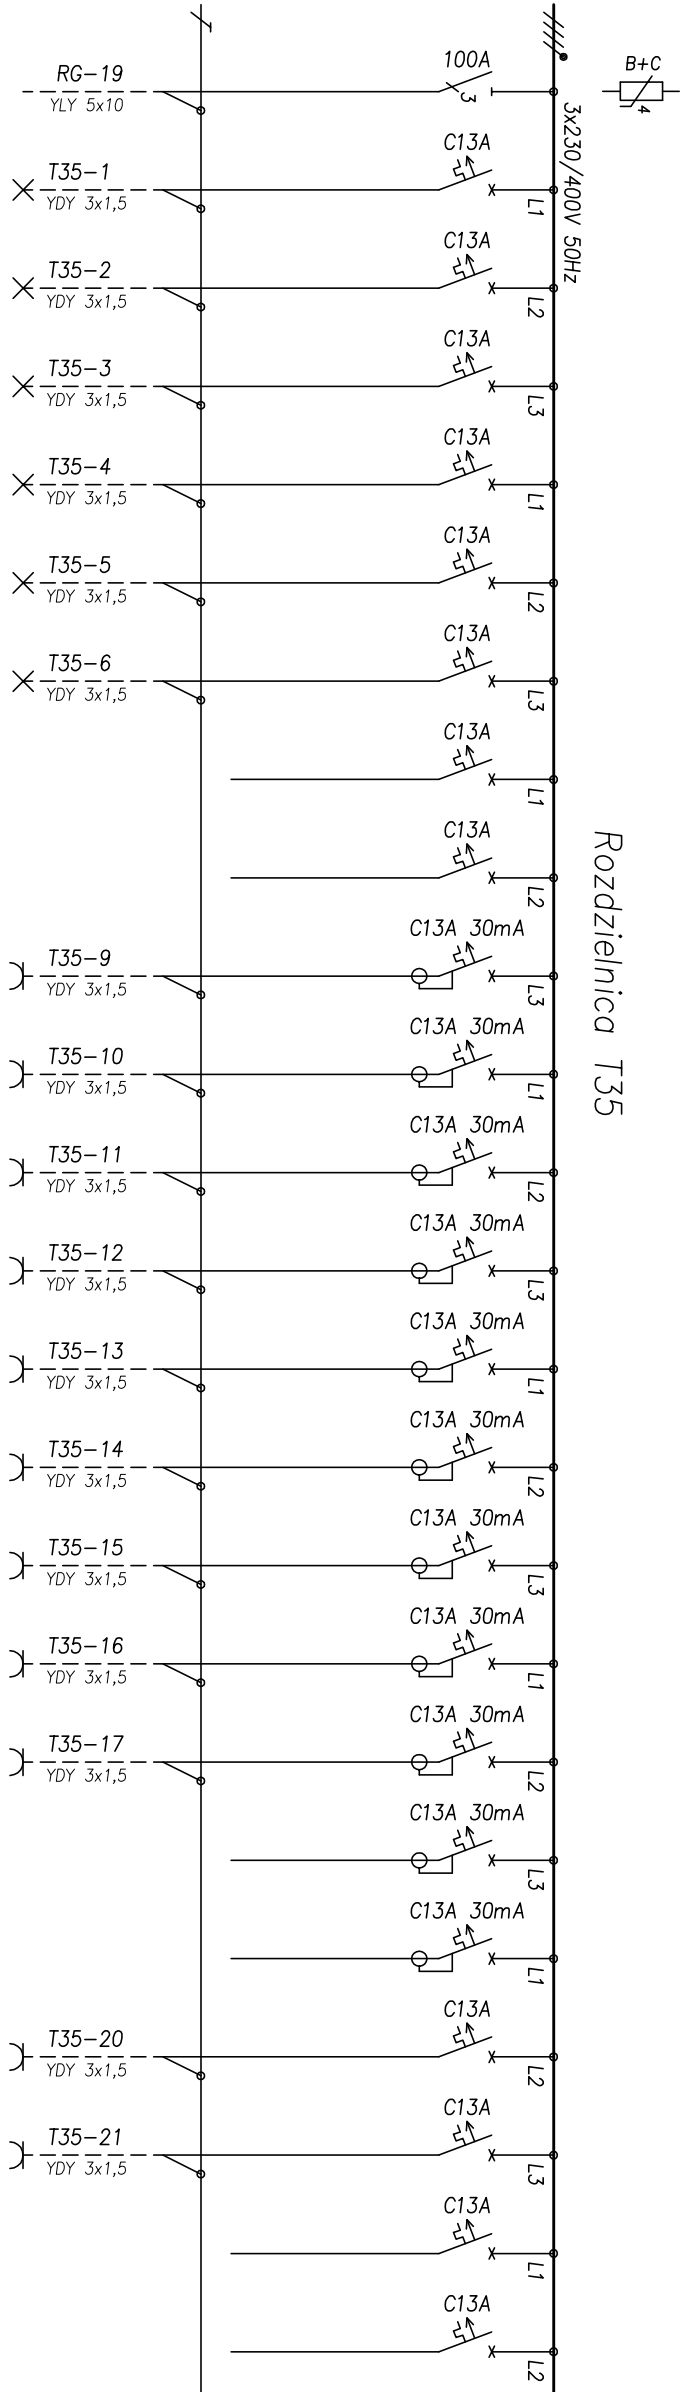 B+C
4
100A
3
RG-19
YLY 5x10
3x230/400V 50Hz
C13A
T35-1
YDY 3x1,5
L1
C13A
T35-2
YDY 3x1,5
L2
C13A
T35-3
YDY 3x1,5
L3
C13A
T35-4
YDY 3x1,5
L1
C13A
T35-5
YDY 3x1,5
L2
C13A
T35-6
YDY 3x1,5
L3
C13A
L1
C13A
L2
Rozdzielnica T35
C13A 30mA
T35-9
YDY 3x1,5
L3
C13A 30mA
T35-10
YDY 3x1,5
L1
C13A 30mA
T35-11
YDY 3x1,5
L2
C13A 30mA
T35-12
YDY 3x1,5
L3
C13A 30mA
T35-13
YDY 3x1,5
L1
C13A 30mA
T35-14
YDY 3x1,5
L2
C13A 30mA
T35-15
YDY 3x1,5
L3
C13A 30mA
T35-16
YDY 3x1,5
L1
C13A 30mA
T35-17
YDY 3x1,5
L2
C13A 30mA
L3
C13A 30mA
L1
C13A
T35-20
YDY 3x1,5
L2
C13A
T35-21
YDY 3x1,5
L3
C13A
L1
C13A
L2